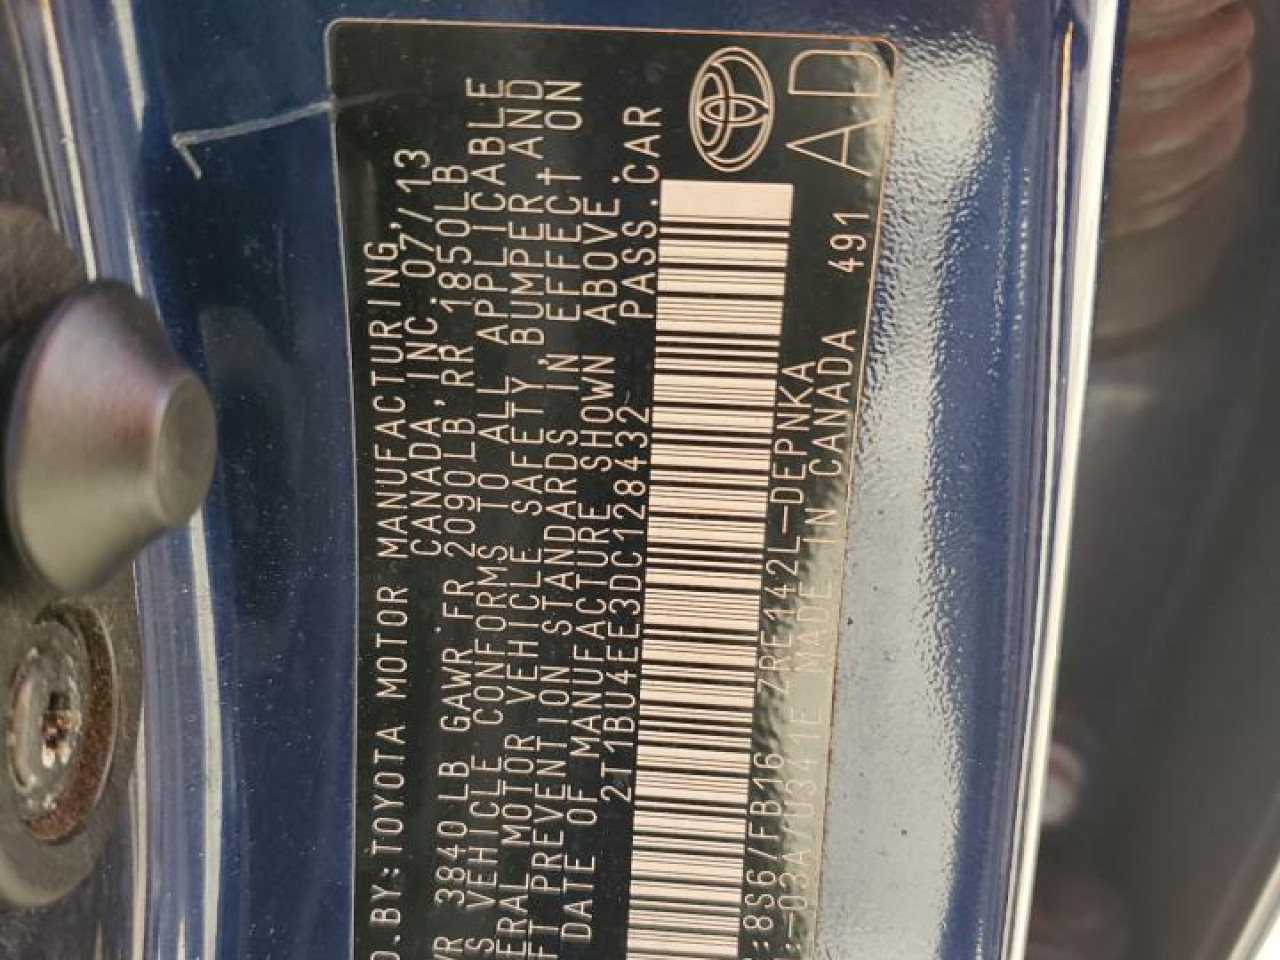 D.BY:TOYOTA MOTOR MANUFACTURING,
CANADA, INC. 07/13
WR 3840LB GAWR FR 2090LB, RR 1850LB
S VEHICLE CONFORMS TO ALL APPLICABLE
ERAL MOTOR VEHICLE SAFETY, BUMPER AND
FT PREVENTION STANDARDS IN EFFECT ON
DATE OF MANUFACTURE SHOWN ABOVE.
2T1BU4EE3DC128432 PASS.CAR
:8S6/FB16 ZRE142L-DEPNKA
:-03A/U0341E MADE IN CANADA 491
AD